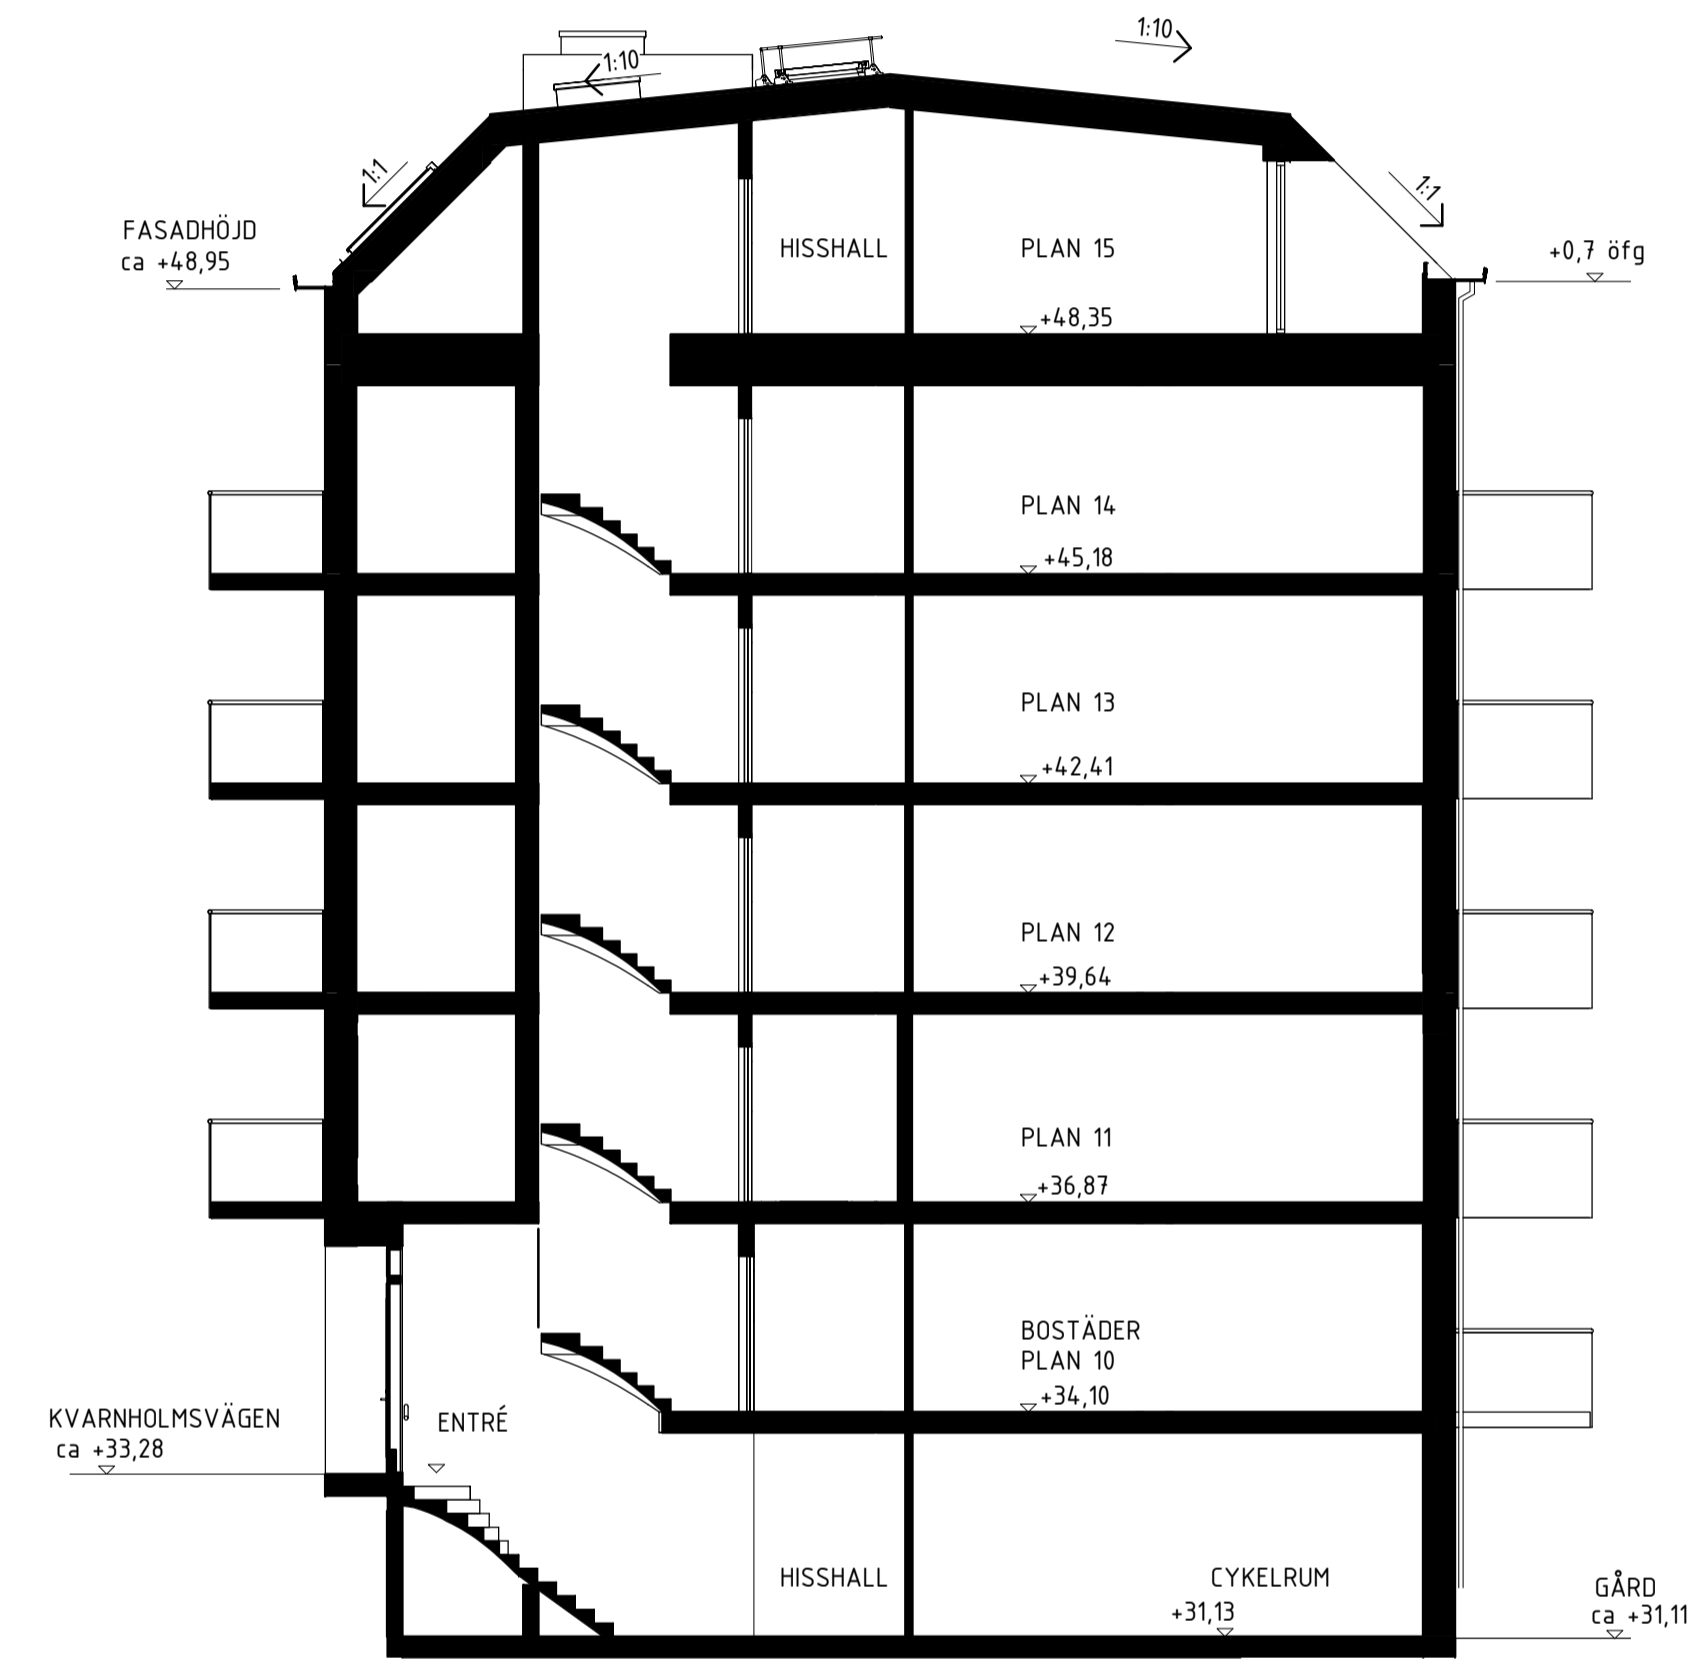 1:10
1:10
1:1
1:1
FASADHÖJD
ca +48,95
HISSHALL
PLAN 15
+0,7 öfg
+48,35
PLAN 14
+45,18
PLAN 13
+42,41
PLAN 12
+39,64
PLAN 11
+36,87
BOSTÄDER
PLAN 10
+34,10
KVARNHOLMSVÄGEN
ca +33,28
ENTRÉ
HISSHALL
CYKELRUM
+31,13
GÅRD
ca +31,11